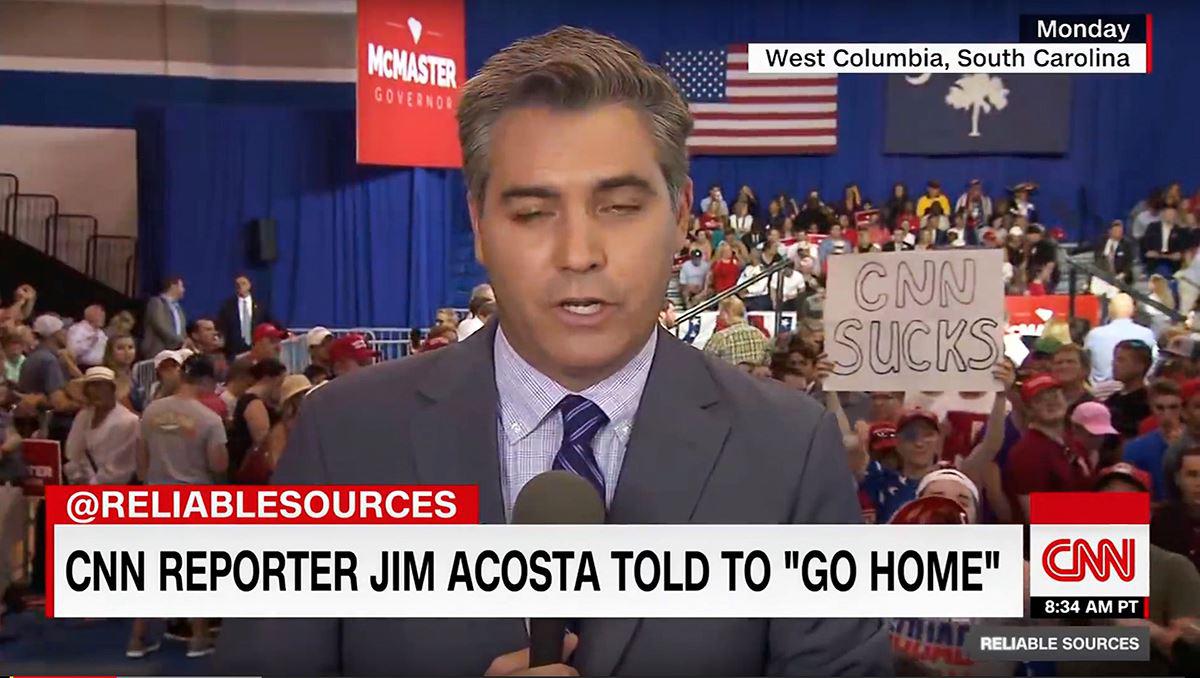 Monday
West Columbia, South Carolina
McMASTER
GOVERNOR
CNN
SUCKS
TER
@RELIABLESOURCES
CNN REPORTER JIM ACOSTA TOLD TO "GO HOME"
CNN
8:34 AM PT
RELIABLE SOURCES